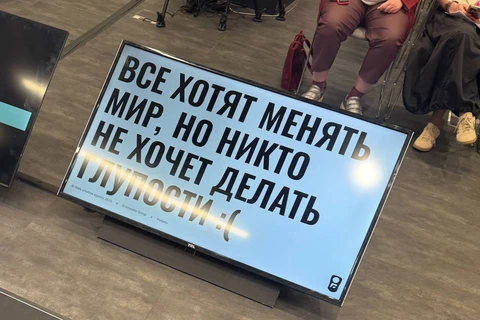 ВСЕ ХОТЯТ МЕНЯТЬ
МИР, НО НИКТО
НЕ ХОЧЕТ ДЕЛАТЬ
ГЛУПОСТИ :(